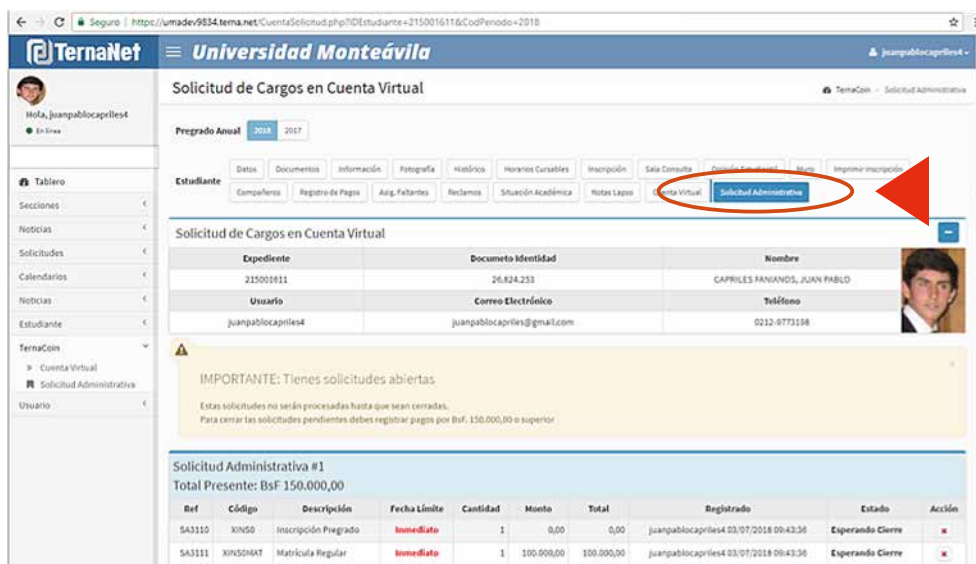 Seguro | https://umadev9834.terna.net/CuentaSolicitud.php?IDEstudiante=215001611&CodPeriodo=2018
TernaNet
Universidad Monteávila
juanpablocapriles4
Hola, juanpablocapriles4
En línea
Solicitud de Cargos en Cuenta Virtual
TernaCoin
Solicitud Administrativa
Pregrado Anual 2018 2017
Estudiante
Datos Documentos Información Fotografía Históricos Horarios Cursables Inscripción Sala Consulta Opinión Estudiantil Muro Imprimir Inscripción
Compañeros Registro de Pagos Asig. Faltantes Reclamos Situación Académica Notas Lapso Cuenta Virtual Solicitud Administrativa
Tablero
Secciones
Noticias
Solicitudes
Calendarios
Noticias
Estudiante
TernaCoin
» Cuenta Virtual
Solicitud Administrativa
Usuario
Solicitud de Cargos en Cuenta Virtual
Expediente Documeto Identidad Nombre
215001611 26.824.253 CAPRILES FANIANOS, JUAN PABLO
Usuario Correo Electrónico Teléfono
juanpablocapriles4 juanpablocapriles@gmail.com 0212-9773198
IMPORTANTE: Tienes solicitudes abiertas
Estas solicitudes no serán procesadas hasta que sean cerradas.
Para cerrar las solicitudes pendientes debes registrar pagos por BsF. 150.000,00 o superior
Solicitud Administrativa #1
Total Presente: BsF 150.000,00
Ref Código Descripción Fecha Límite Cantidad Monto Total Registrado Estado Acción
SA3110 XINS0 Inscripción Pregrado Inmediato 1 0,00 0,00 juanpablocapriles4 03/07/2018 09:43:36 Esperando Cierre
SA3111 XINS0MAT Matrícula Regular Inmediato 1 100.000,00 100.000,00 juanpablocapriles4 03/07/2018 09:43:36 Esperando Cierre